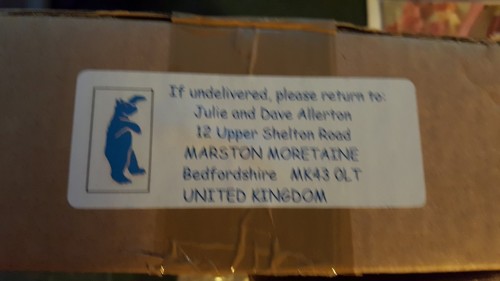 If undelivered, please return to:
Julie and Dave Allerton
12 Upper Shelton Road
MARSTON MORETAINE
Bedfordshire MK43 0LT
UNITED KINGDOM